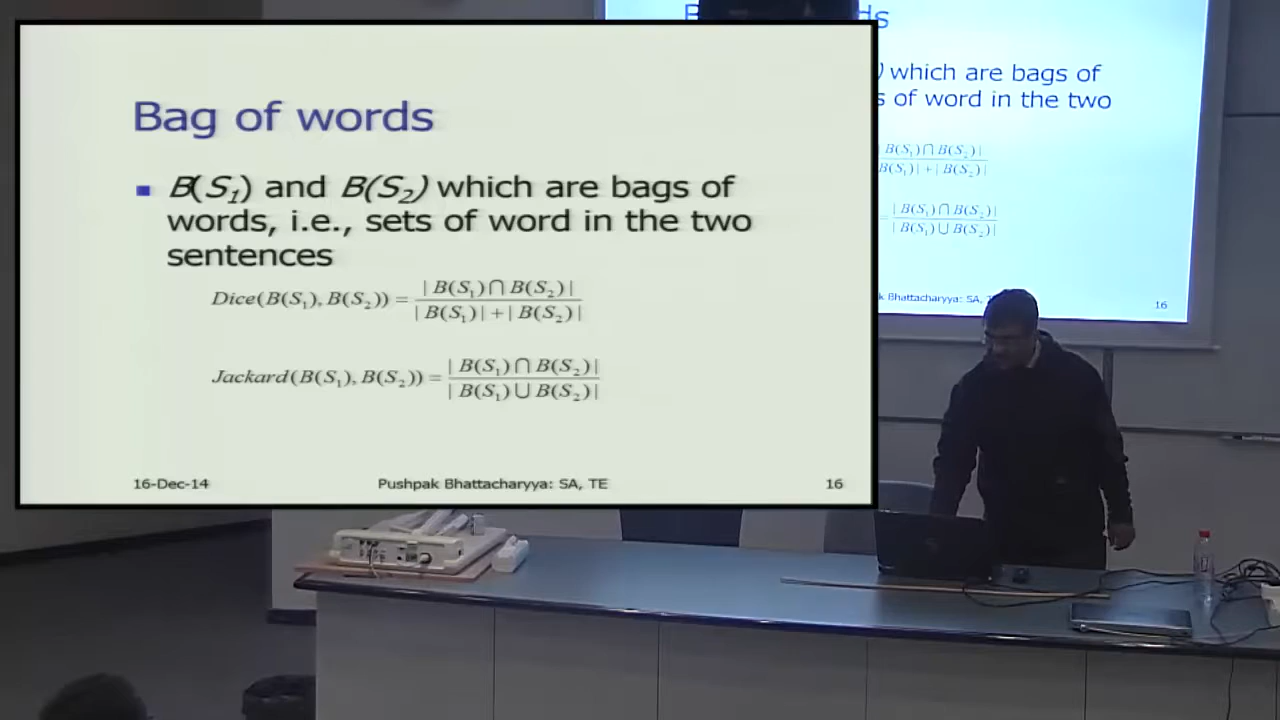 Bag of words
B(S1) and B(S2) which are bags of
words, i.e., sets of word in the two
sentences
Dice(B(S1), B(S2)) = | B(S1) ∩ B(S2) | / | B(S1) | + | B(S2) |
Jackard(B(S1), B(S2)) = | B(S1) ∩ B(S2) | / | B(S1) ∪ B(S2) |
16-Dec-14 Pushpak Bhattacharyya: SA, TE 16
which are bags of
s of word in the two
B(S1) ∩ B(S2) |
B(S1) | + | B(S2) |
= | B(S1) ∩ B(S2) |
| B(S1) ∪ B(S2) |
k Bhattacharyya: SA, 16